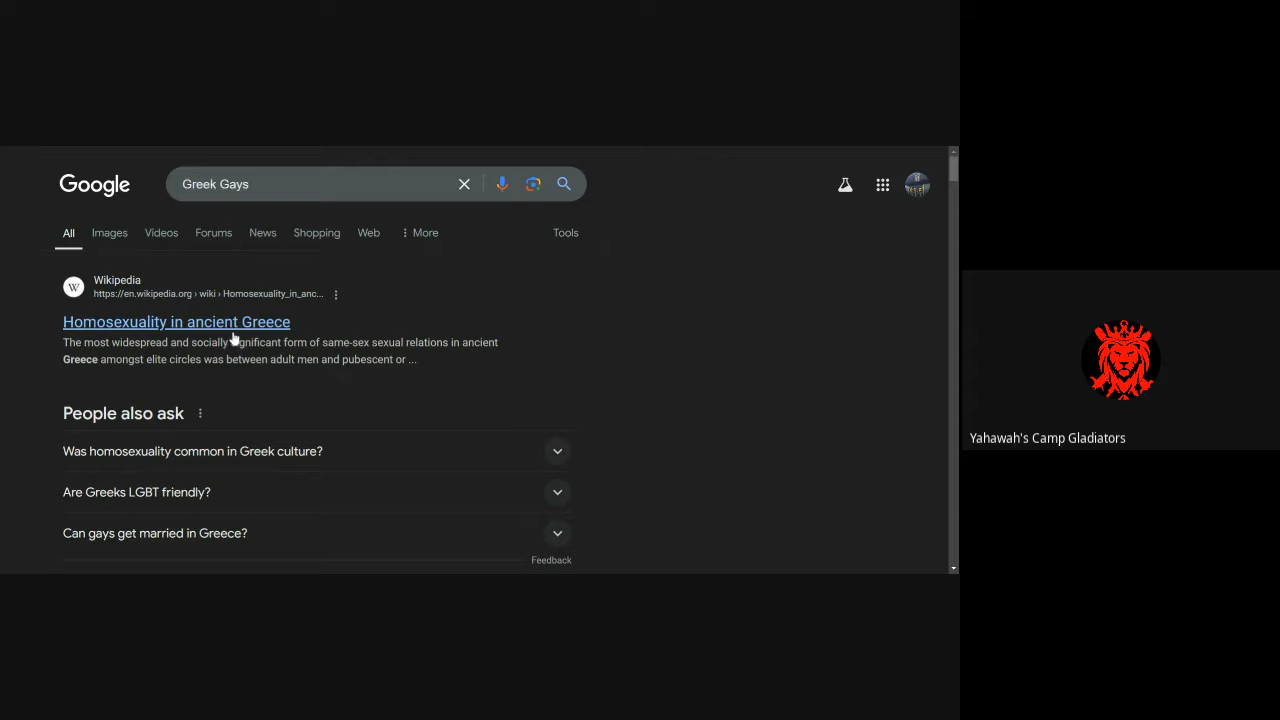 Google
Greek Gays
All Images Videos Forums News Shopping Web More Tools
W
Wikipedia
https://en.wikipedia.org › wiki › Homosexuality_in_anc...
Homosexuality in ancient Greece
The most widespread and socially significant form of same-sex sexual relations in ancient
Greece amongst elite circles was between adult men and pubescent or ...
People also ask
Was homosexuality common in Greek culture?
Are Greeks LGBT friendly?
Can gays get married in Greece?
Feedback
Yahawah's Camp Gladiators